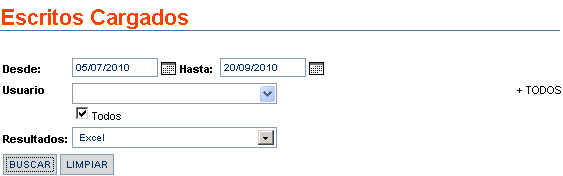 Escritos Cargados
Desde: 05/07/2010 Hasta: 20/09/2010
Usuario + TODOS
Todos
Resultados: Excel
BUSCAR LIMPIAR